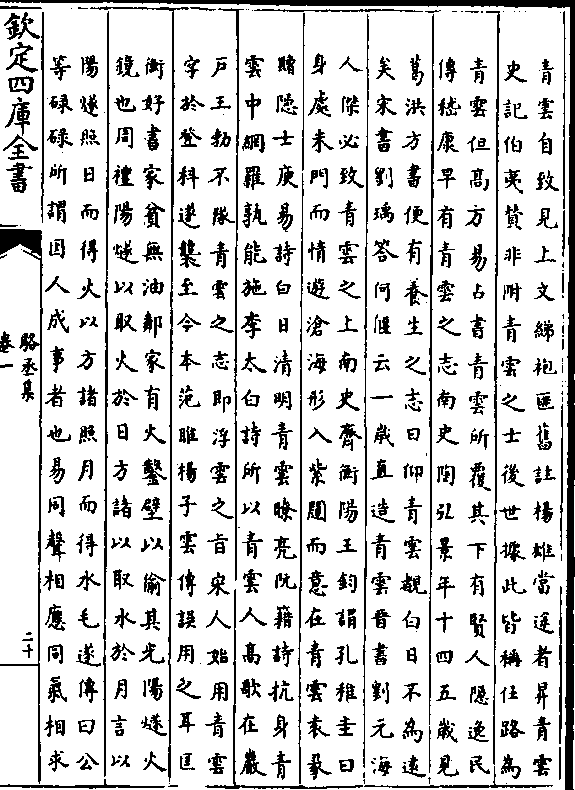 青雲自致見上文綈袍匪舊註楊雄當途者昇青雲
史記伯夷贊非附青雲之士後世據此皆稱仕路為
青雲但髙方易占書青雲所覆其下有賢人隠逸民
傳嵇康早有青雲之志南史陶弘景年十四五歲見
葛洪方書便有養生之志曰仰青雲覩白日不為逺
矣宋書劉瑀答何偃云一歲直造青雲晉書劉元海
人傑必致青雲之上南史齊衡陽王鈞謂孔稚圭曰
身處朱門而情遊滄海形入紫闥而意在青雲袁彖
贈隠士庾易詩白日清明青雲暸亮阮籍詩抗身青
雲中網羅孰能施李太白詩所以青雲人髙歌在巖
戸王勃不隊青雲之志即浮雲之㫖宋人始用青雲
字於登科遂襲至今本范雎楊子雲傳誤用之耳匡
衡好書家貧無油鄰家有火鑿壁以偷其光陽燧火
鏡也周禮陽燧以取火於日方諸以取水於月言以
陽燧照日而得火以方諸照月而得水毛遂傳曰公
等碌碌所謂因人成事者也易同聲相應同氣相求
欽定四庫全書
駱丞集
卷一
二十